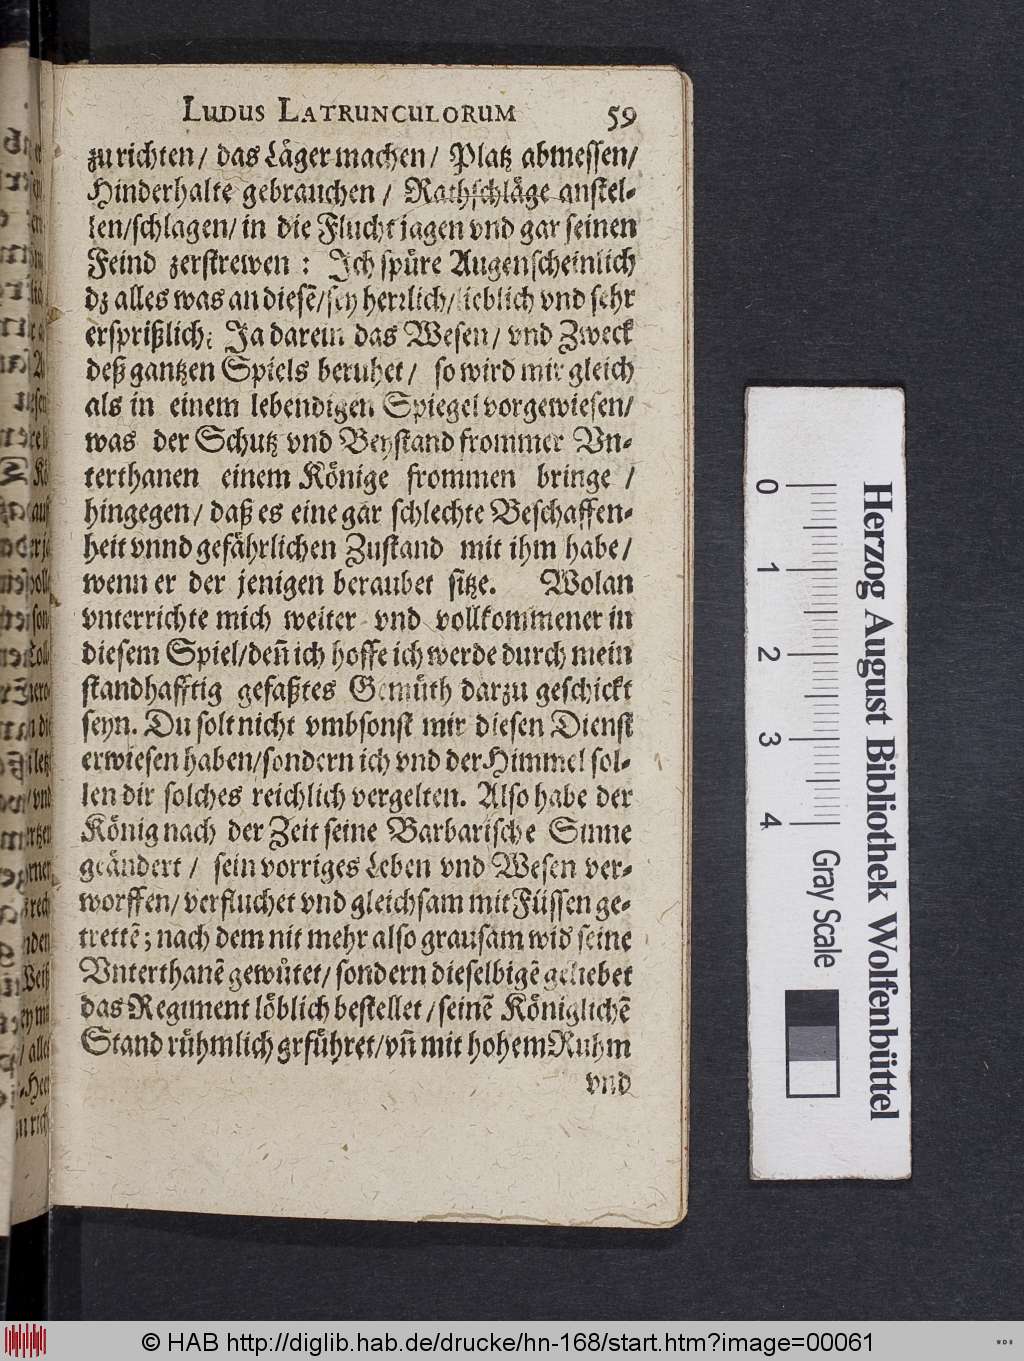 LUDUS LATRUNCULORUM 59
zurichten/ das Läger machen/ Platz abmessen/
Hinderhalte gebrauchen / Rathschläge anstel-
len/schlagen/ in die Flucht jagen vnd gar seinen
Feind zerstrewen : Ich spüre Augenscheinlich
dz alles was an diesẽ/sey herrlich/lieblich vnd sehr
ersprißlich: Ja darein das Wesen/ vnd Zweck
deß gantzen Spiels beruhet/ so wird mir gleich
als in einem lebendigen Spiegel vorgewiesen/
was der Schutz vnd Beystand frommer Vn-
terthanen einem Könige frommen bringe /
hingegen/ daß es eine gar schlechte Beschaffen-
heit vnnd gefährlichen Zustand mit ihm habe/
wenn er der jenigen beraubet sitze. Wolan
vnterrichte mich weiter vnd vollkommener in
diesem Spiel/deñ ich hoffe ich werde durch mein
standhafftig gefaßtes Gemüth darzu geschickt
seyn. Du solt nicht vmbsonst mir diesen Dienst
erwiesen haben/sondern ich vnd der Himmel sol-
len dir solches reichlich vergelten. Also habe der
König nach der Zeit seine Barbarische Sinne
geändert / sein vorriges Leben vnd Wesen ver-
worffen/ verfluchet vnd gleichsam mit Füssen ge-
trettẽ; nach dem nit mehr also grausam wid' seine
Vnterthanẽ gewütet/ sondern dieselbigẽ geliebet
das Regiment löblich bestellet/seinẽ Königlichẽ
Stand rühmlich grführet/vñ mit hohem Ruhm
vnd
0 1 2 3 4 Gray Scale
Herzog August Bibliothek Wolfenbüttel
© HAB http://diglib.hab.de/drucke/hn-168/start.htm?image=00061